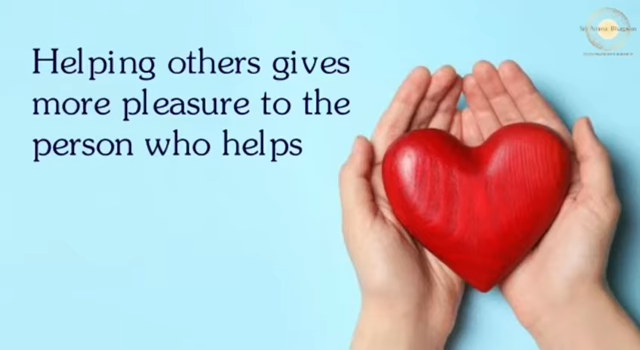 Helping others gives
more pleasure to the
person who helps